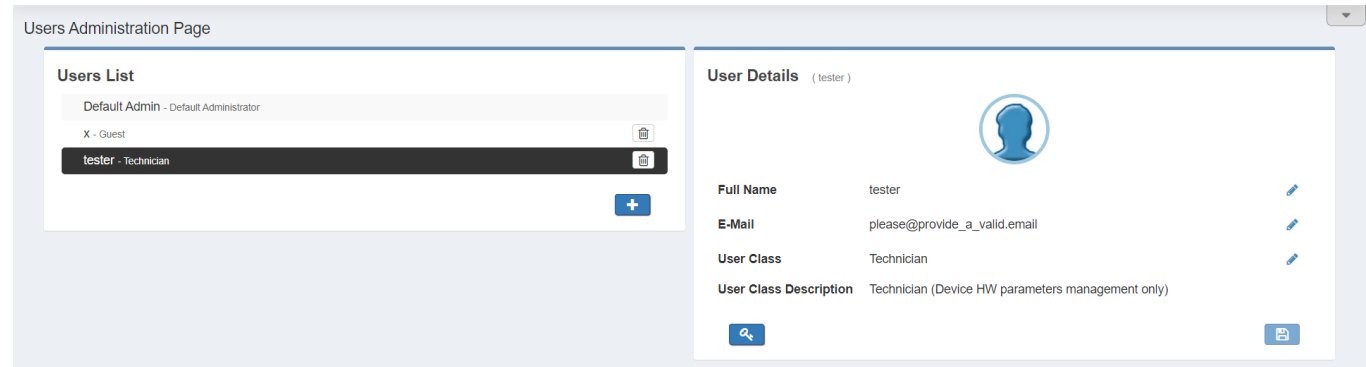 Users Administration Page
Users List
Default Admin - Default Administrator
X - Guest
tester - Technician
User Details ( tester )
Full Name tester
E-Mail please@provide_a_valid.email
User Class Technician
User Class Description Technician (Device HW parameters management only)